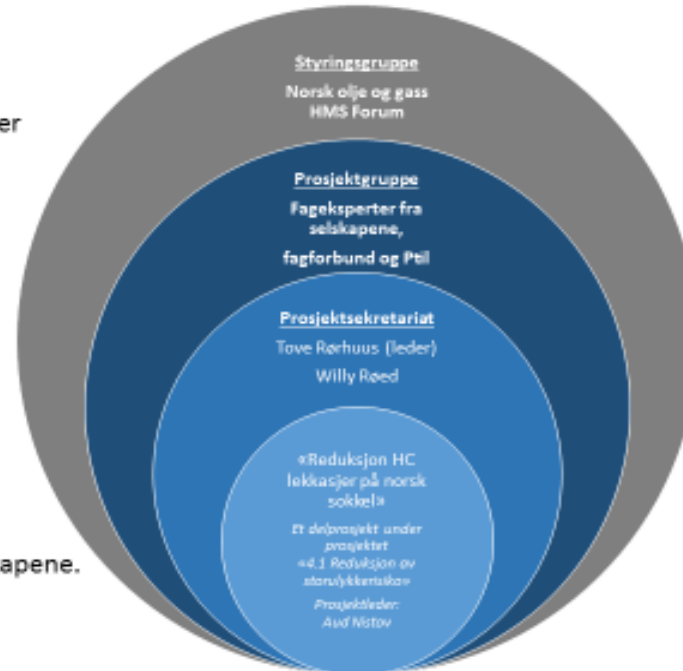 Styringsgruppe
Norsk olje og gass
HMS Forum
er
Prosjektgruppe
Fageksperter fra
selskapene,
fagforbund og Ptil
Prosjektsekretariat
Tove Rørhuus (leder)
Willy Røed
«Reduksjon HC
lekkasjer på norsk
sokkel»
Et delprosjekt under
prosjektet
«4.1 Reduksjon av
storulykkerisiko»
Prosjektleder:
Aud Nistov
apene.